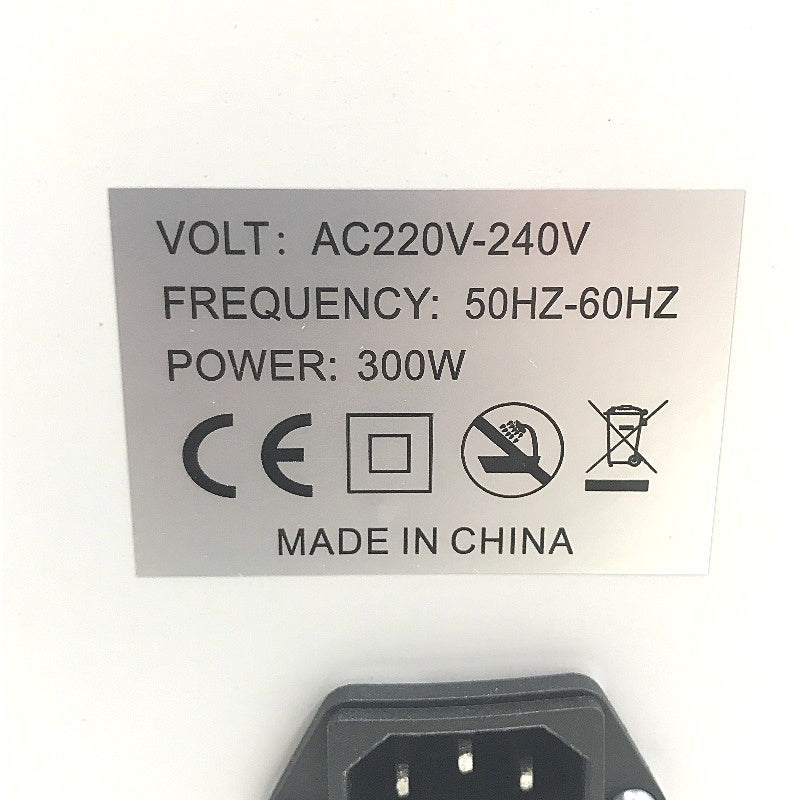 VOLT: AC220V-240V
FREQUENCY: 50HZ-60HZ
POWER: 300W
CE
MADE IN CHINA